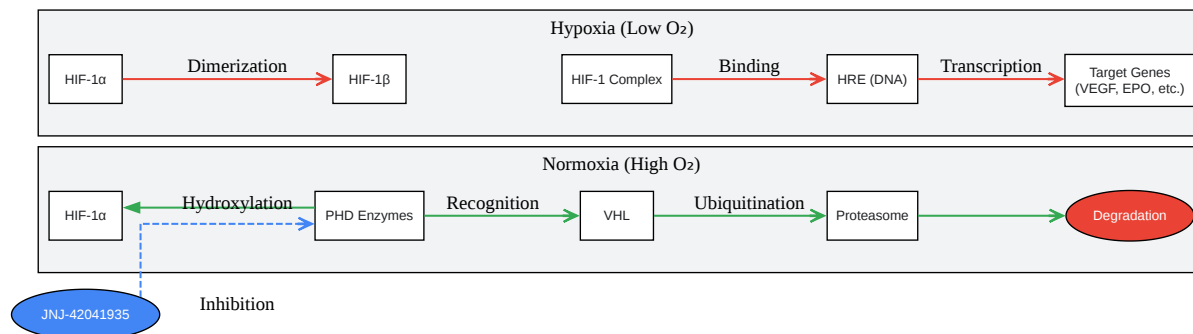 Hypoxia (Low O₂)
HIF-1α
Dimerization
HIF-1β
HIF-1 Complex
Binding
HRE (DNA)
Transcription
Target Genes
(VEGF, EPO, etc.)
Normoxia (High O₂)
HIF-1α
Hydroxylation
PHD Enzymes
Recognition
VHL
Ubiquitination
Proteasome
Degradation
JNJ-42041935
Inhibition